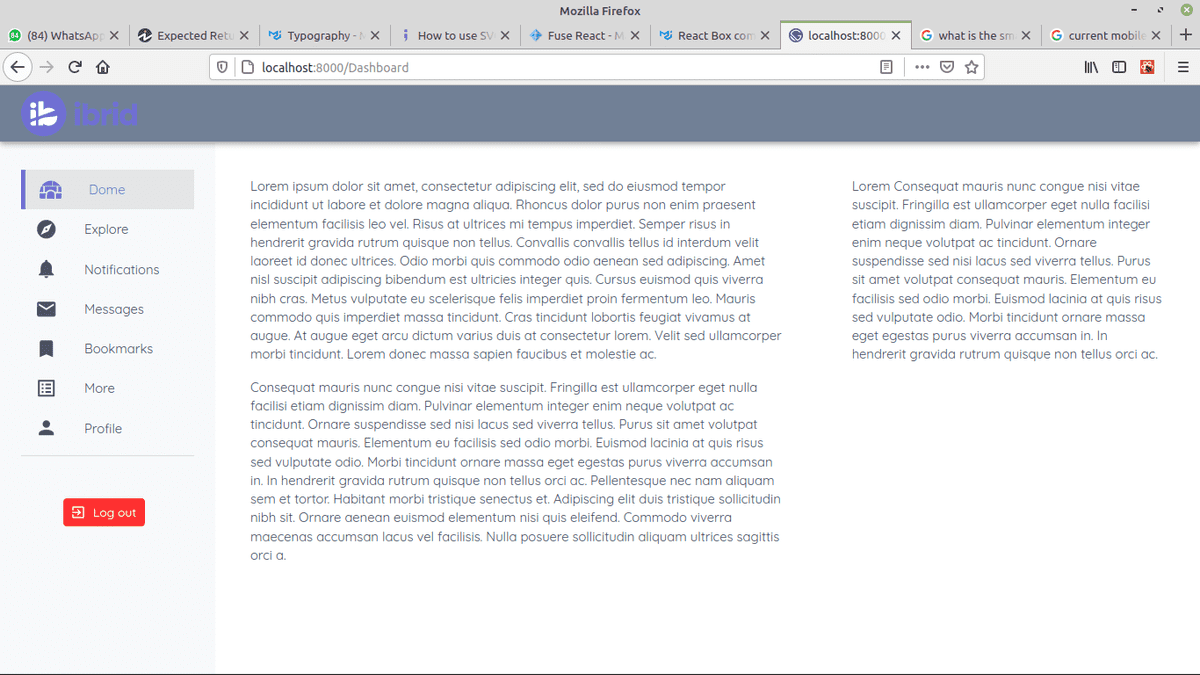 Mozilla Firefox
84 (84) WhatsApp
Expected Retu
Typography - M
How to use SV
Fuse React - M
React Box com
localhost:8000
what is the sm
current mobile
localhost:8000/Dashboard
ib ibrid
Dome
Explore
Notifications
Messages
Bookmarks
More
Profile
Log out
Lorem ipsum dolor sit amet, consectetur adipiscing elit, sed do eiusmod tempor
incididunt ut labore et dolore magna aliqua. Rhoncus dolor purus non enim praesent
elementum facilisis leo vel. Risus at ultrices mi tempus imperdiet. Semper risus in
hendrerit gravida rutrum quisque non tellus. Convallis convallis tellus id interdum velit
laoreet id donec ultrices. Odio morbi quis commodo odio aenean sed adipiscing. Amet
nisl suscipit adipiscing bibendum est ultricies integer quis. Cursus euismod quis viverra
nibh cras. Metus vulputate eu scelerisque felis imperdiet proin fermentum leo. Mauris
commodo quis imperdiet massa tincidunt. Cras tincidunt lobortis feugiat vivamus at
augue. At augue eget arcu dictum varius duis at consectetur lorem. Velit sed ullamcorper
morbi tincidunt. Lorem donec massa sapien faucibus et molestie ac.
Consequat mauris nunc congue nisi vitae suscipit. Fringilla est ullamcorper eget nulla
facilisi etiam dignissim diam. Pulvinar elementum integer enim neque volutpat ac
tincidunt. Ornare suspendisse sed nisi lacus sed viverra tellus. Purus sit amet volutpat
consequat mauris. Elementum eu facilisis sed odio morbi. Euismod lacinia at quis risus
sed vulputate odio. Morbi tincidunt ornare massa eget egestas purus viverra accumsan
in. In hendrerit gravida rutrum quisque non tellus orci ac. Pellentesque nec nam aliquam
sem et tortor. Habitant morbi tristique senectus et. Adipiscing elit duis tristique sollicitudin
nibh sit. Ornare aenean euismod elementum nisi quis eleifend. Commodo viverra
maecenas accumsan lacus vel facilisis. Nulla posuere sollicitudin aliquam ultrices sagittis
orci a.
Lorem Consequat mauris nunc congue nisi vitae
suscipit. Fringilla est ullamcorper eget nulla facilisi
etiam dignissim diam. Pulvinar elementum integer
enim neque volutpat ac tincidunt. Ornare
suspendisse sed nisi lacus sed viverra tellus. Purus
sit amet volutpat consequat mauris. Elementum eu
facilisis sed odio morbi. Euismod lacinia at quis risus
sed vulputate odio. Morbi tincidunt ornare massa
eget egestas purus viverra accumsan in. In
hendrerit gravida rutrum quisque non tellus orci ac.